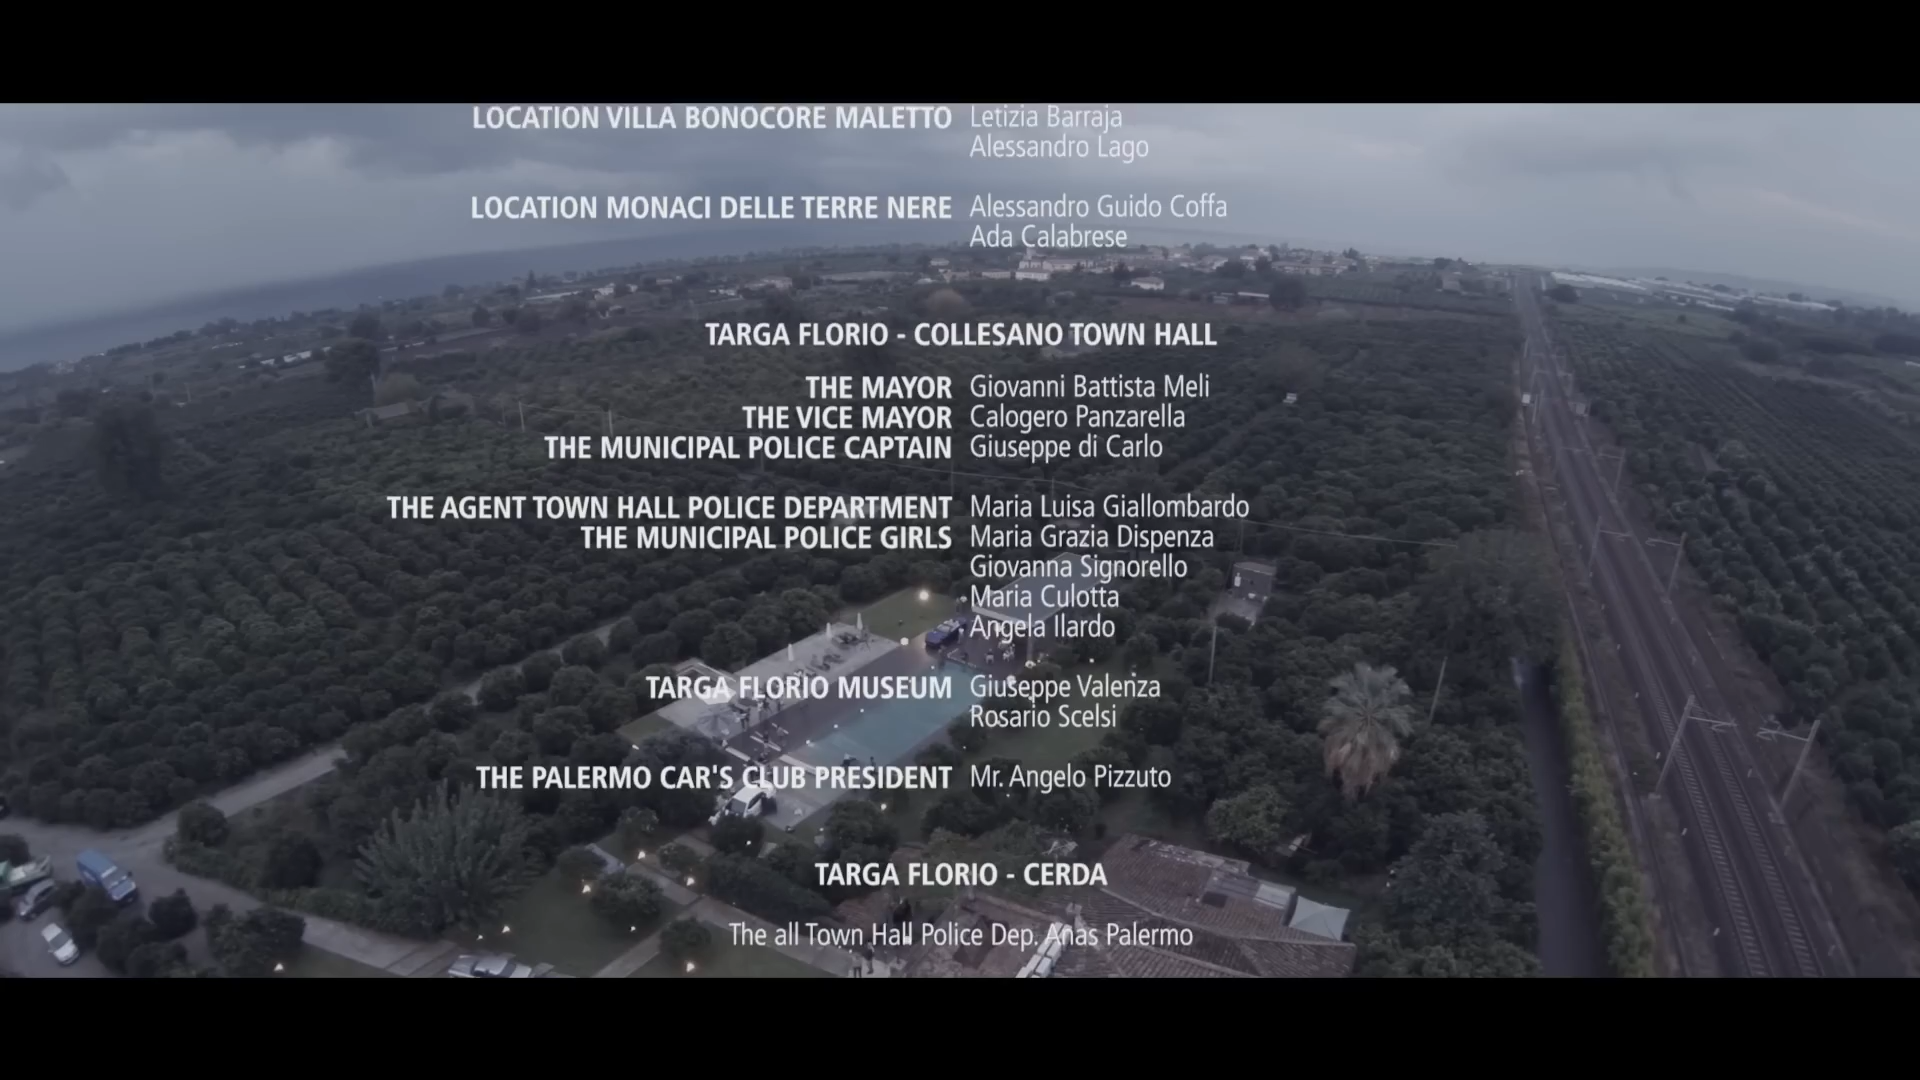 LOCATION VILLA BONOCORE MALETTO Letizia Barraja
Alessandro Lago
LOCATION MONACI DELLE TERRE NERE Alessandro Guido Coffa
Ada Calabrese
TARGA FLORIO - COLLESANO TOWN HALL
THE MAYOR Giovanni Battista Meli
THE VICE MAYOR Calogero Panzarella
THE MUNICIPAL POLICE CAPTAIN Giuseppe di Carlo
THE AGENT TOWN HALL POLICE DEPARTMENT Maria Luisa Giallombardo
THE MUNICIPAL POLICE GIRLS Maria Grazia Dispenza
Giovanna Signorello
Maria Culotta
Angela Ilardo
TARGA FLORIO MUSEUM Giuseppe Valenza
Rosario Scelsi
THE PALERMO CAR'S CLUB PRESIDENT Mr. Angelo Pizzuto
TARGA FLORIO - CERDA
The all Town Hall Police Dep. Anas Palermo